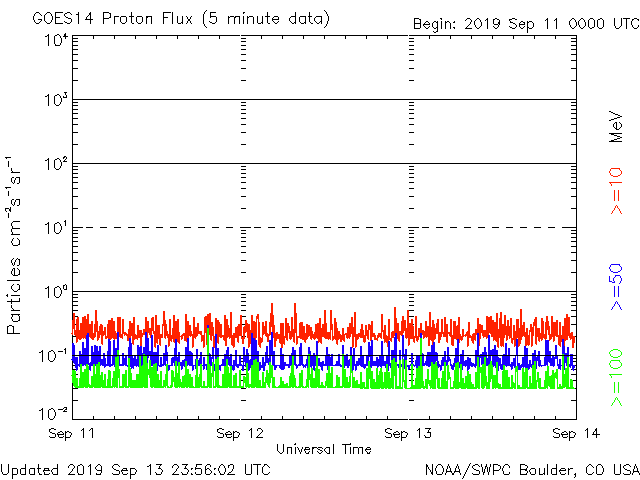 GOES14 Proton Flux (5 minute data)
Begin: 2019 Sep 11 0000 UTC
10⁴
10³
10²
10¹
10⁰
10⁻¹
10⁻²
Particles cm⁻²s⁻¹sr⁻¹
MeV
>=10
>=50
>=100
Sep 11
Sep 12
Sep 13
Sep 14
Universal Time
Updated 2019 Sep 13 23:56:02 UTC
NOAA/SWPC Boulder, CO USA